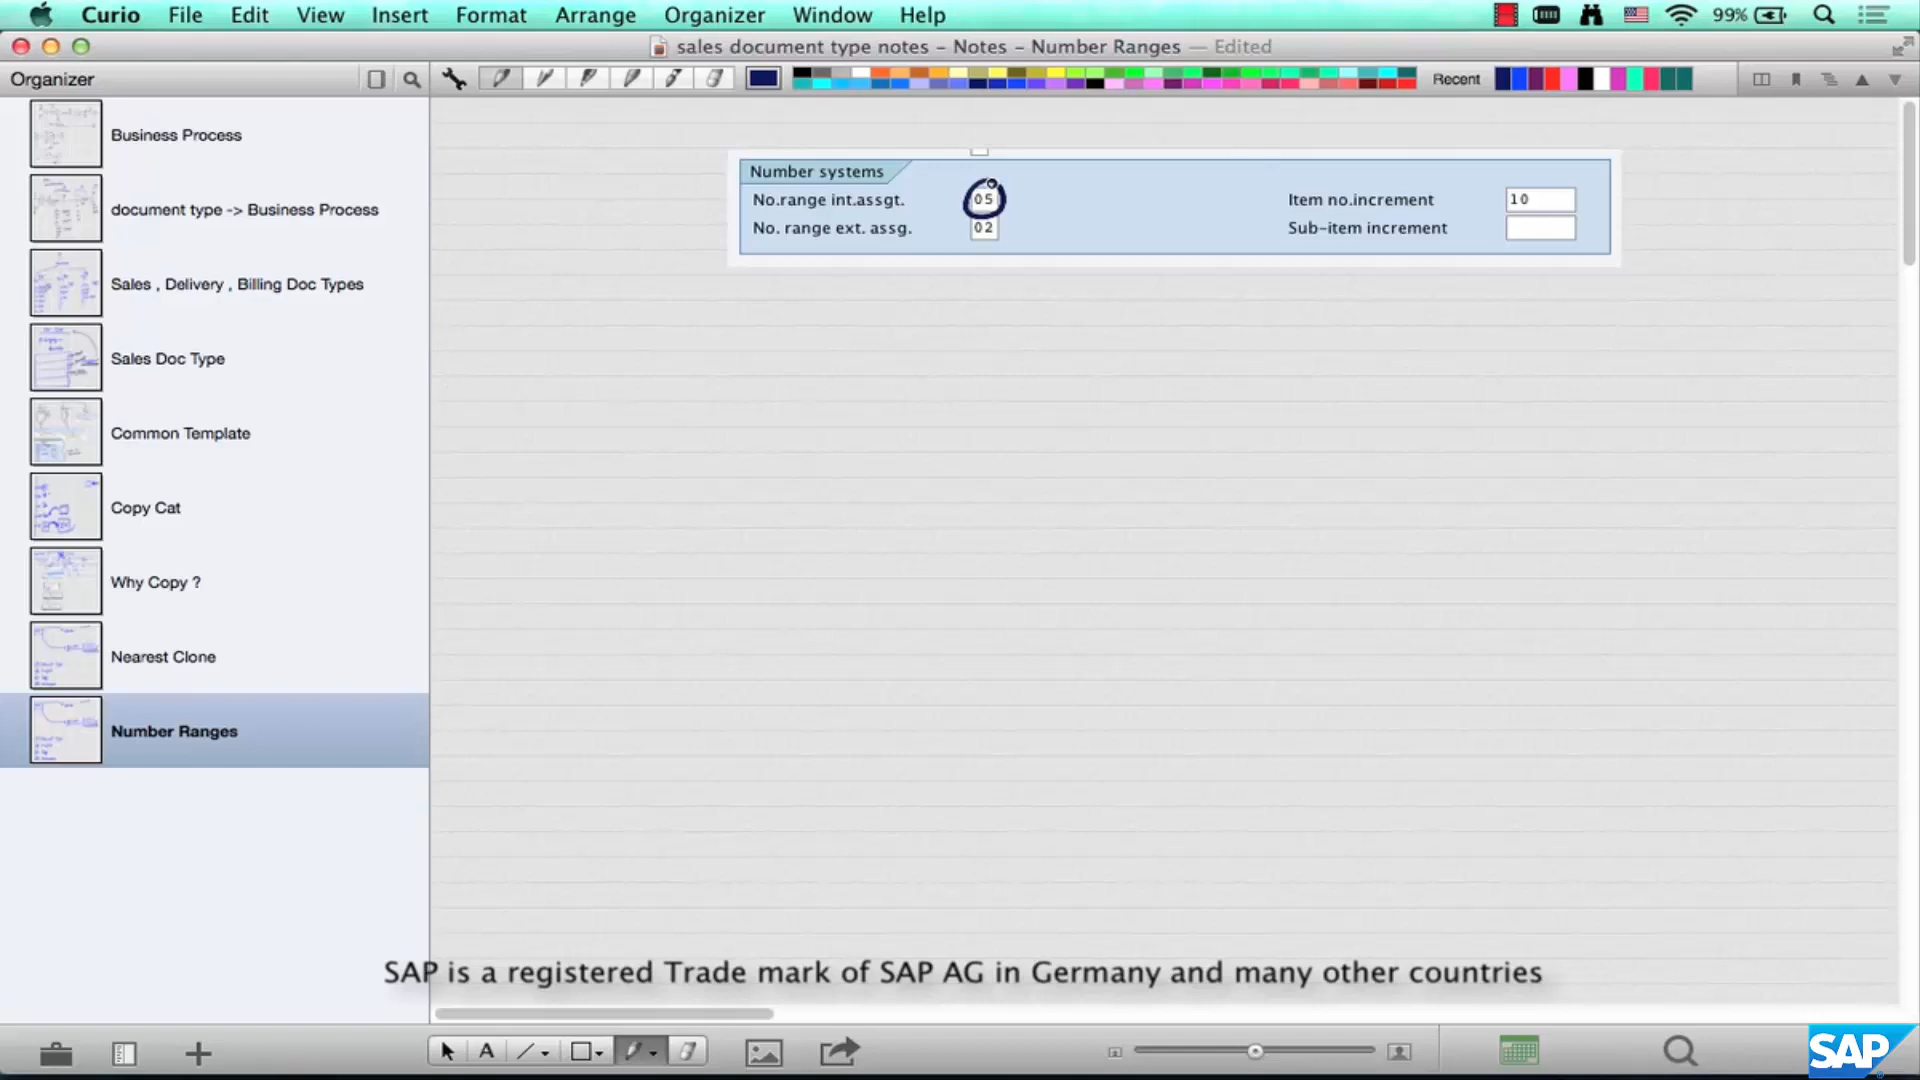 Curio File Edit View Insert Format Arrange Organizer Window Help 99%
sales document type notes – Notes – Number Ranges — Edited
Organizer
Recent
Business Process
document type -> Business Process
Sales , Delivery , Billing Doc Types
Sales Doc Type
Common Template
Copy Cat
Why Copy ?
Nearest Clone
Number Ranges
Number systems
No.range int.assgt. 05 Item no.increment 10
No. range ext. assg. 02 Sub-item increment
SAP is a registered Trade mark of SAP AG in Germany and many other countries
A
SAP